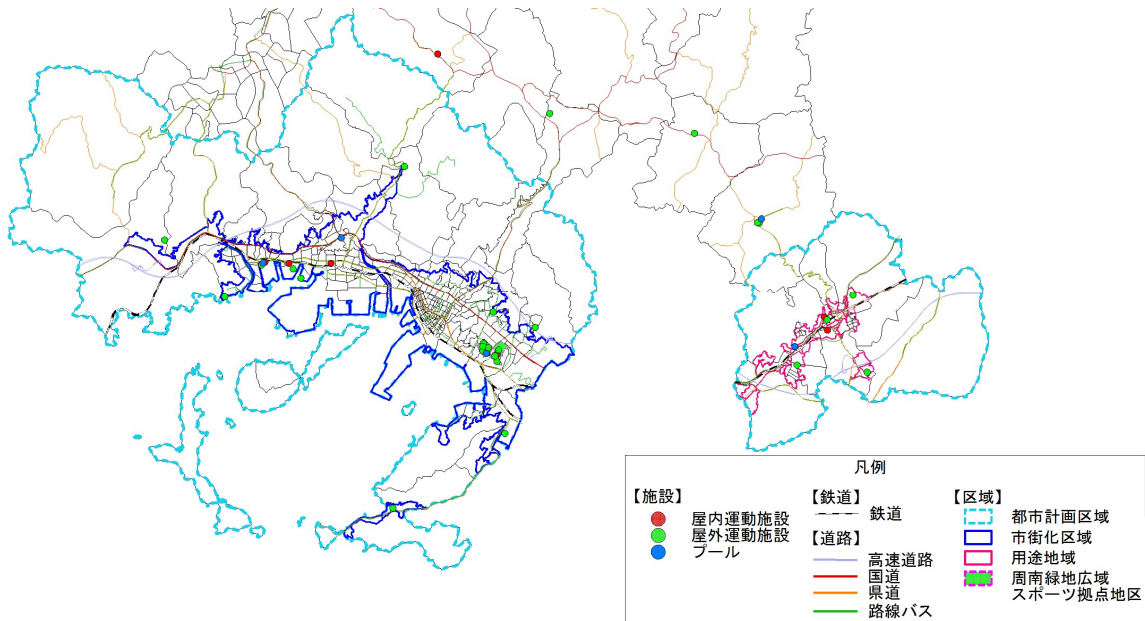 凡例
【施設】
屋内運動施設
屋外運動施設
プール
【鉄道】
鉄道
【道路】
高速道路
国道
県道
路線バス
【区域】
都市計画区域
市街化区域
用途地域
周南緑地広域
スポーツ拠点地区